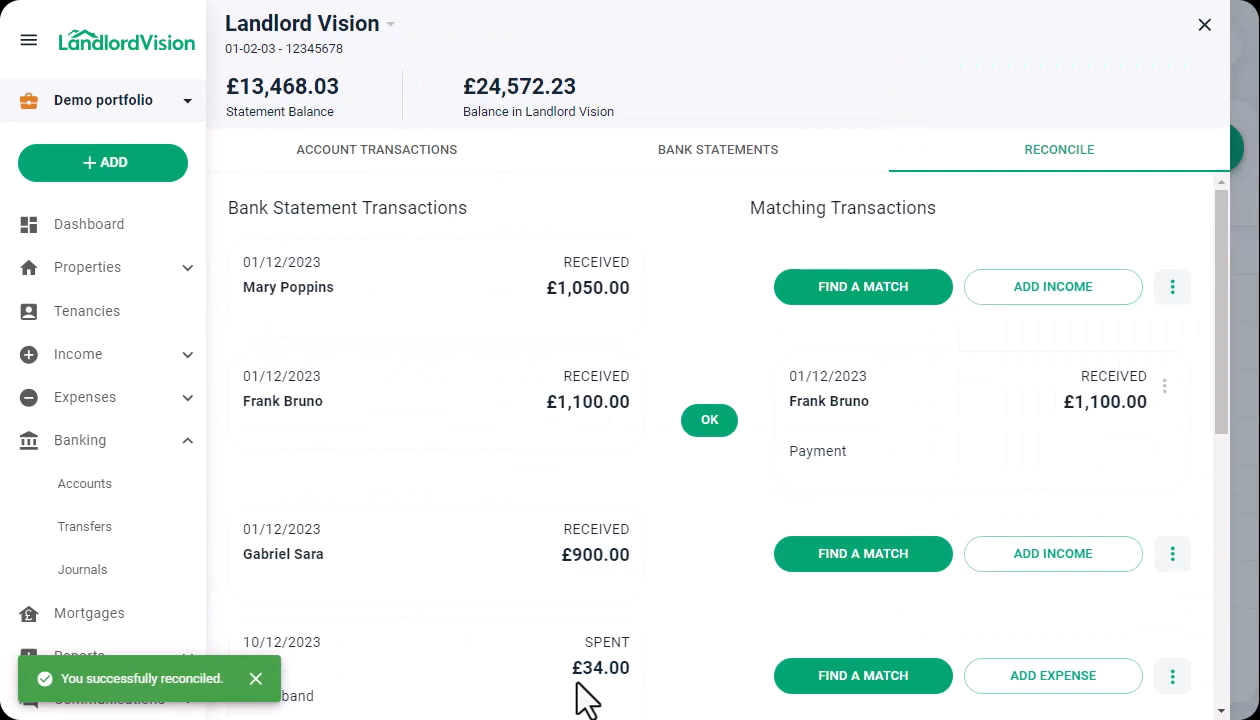 LandlordVision
Demo portfolio
+ ADD
Dashboard
Properties
Tenancies
Income
Expenses
Banking
Accounts
Transfers
Journals
Mortgages
Reports
You successfully reconciled.
Communications
Landlord Vision
01-02-03 - 12345678
£13,468.03
Statement Balance
£24,572.23
Balance in Landlord Vision
ACCOUNT TRANSACTIONS
BANK STATEMENTS
RECONCILE
Bank Statement Transactions
Matching Transactions
01/12/2023 RECEIVED
Mary Poppins £1,050.00
FIND A MATCH ADD INCOME
01/12/2023 RECEIVED
Frank Bruno £1,100.00
OK
01/12/2023 RECEIVED
Frank Bruno £1,100.00
Payment
01/12/2023 RECEIVED
Gabriel Sara £900.00
FIND A MATCH ADD INCOME
10/12/2023 SPENT
£34.00
band
FIND A MATCH ADD EXPENSE